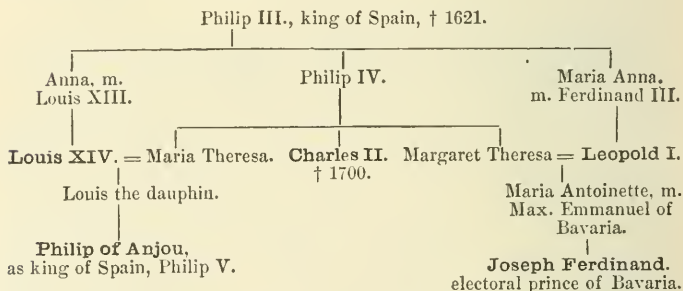 Philip III., king of Spain, † 1621.
Anna, m. Philip IV. Maria Anna.
Louis XIII. m. Ferdinand III.
Louis XIV. = Maria Theresa. Charles II. Margaret Theresa = Leopold I.
† 1700.
Louis the dauphin. Maria Antoinette, m.
Max. Emmanuel of
Bavaria.
Philip of Anjou,
as king of Spain, Philip V. Joseph Ferdinand.
electoral prince of Bavaria.